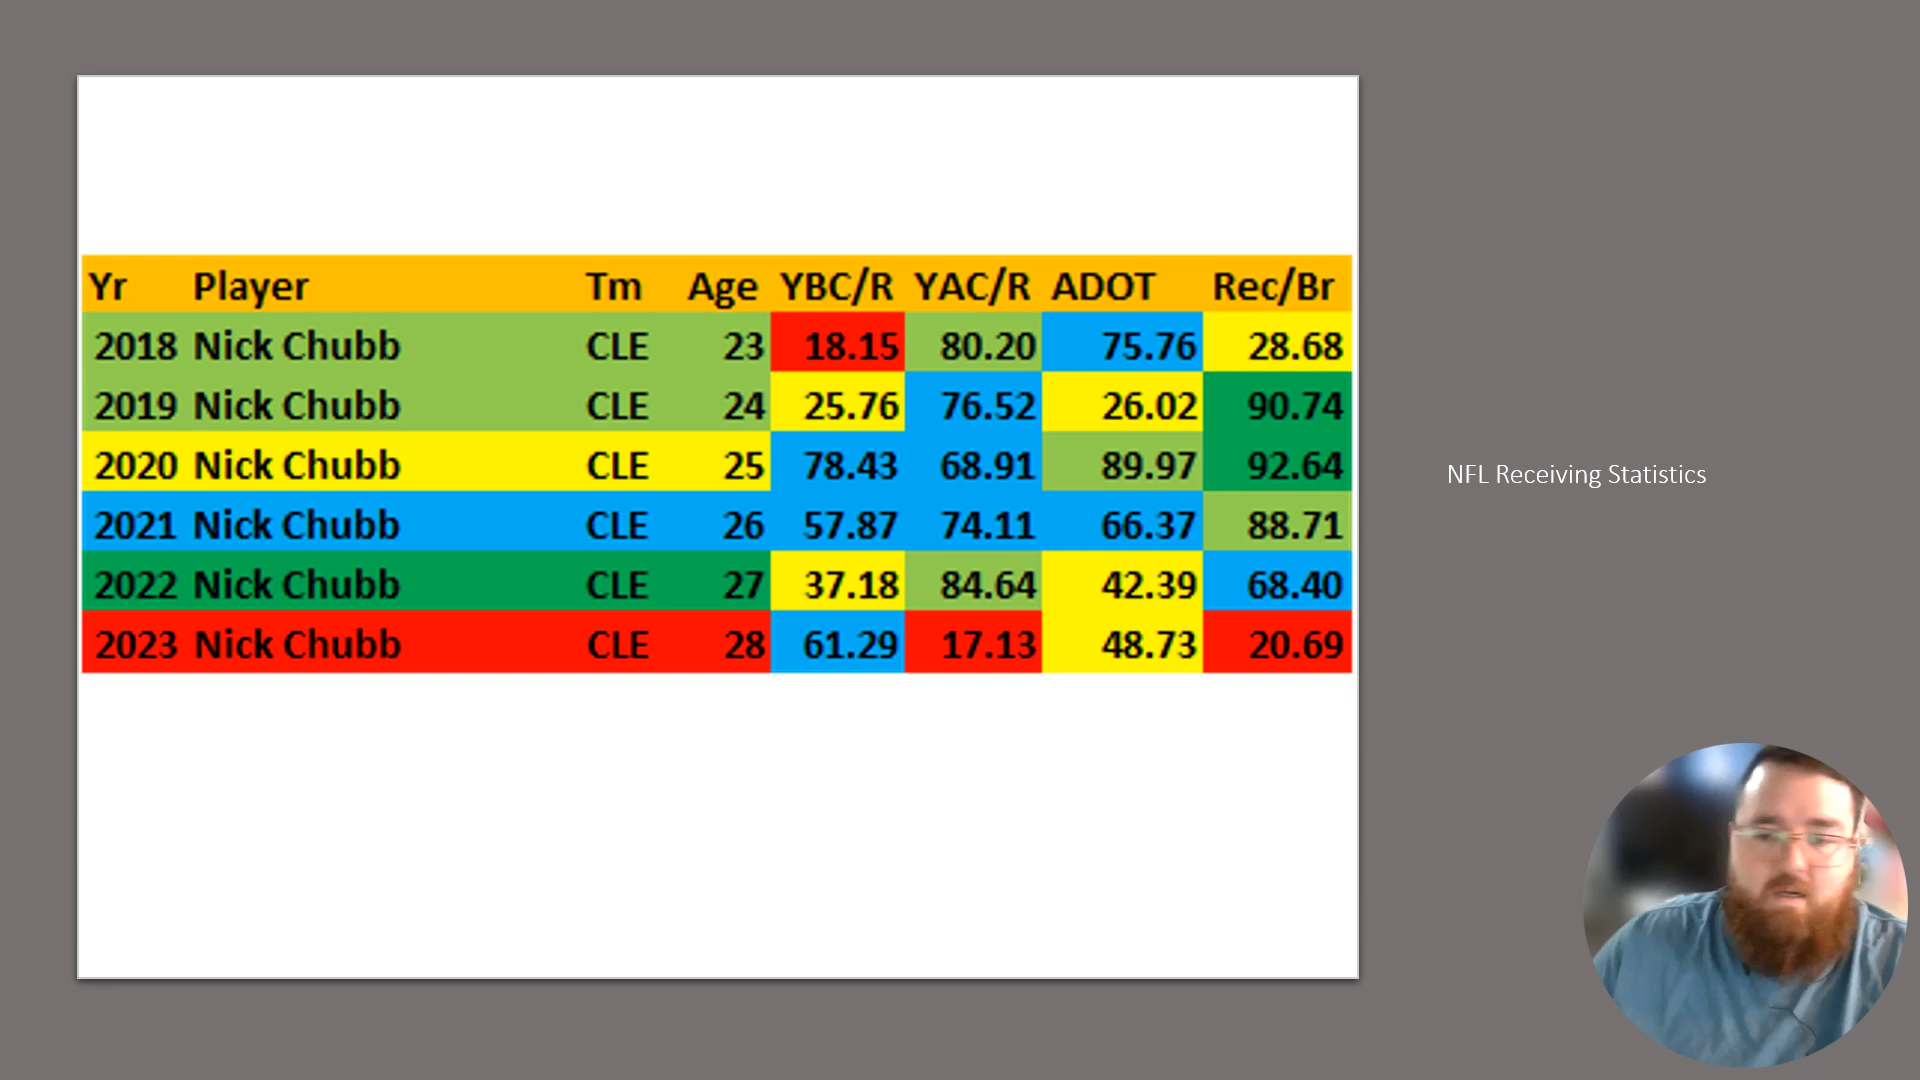 Yr Player Tm Age YBC/R YAC/R ADOT Rec/Br
2018 Nick Chubb CLE 23 18.15 80.20 75.76 28.68
2019 Nick Chubb CLE 24 25.76 76.52 26.02 90.74
2020 Nick Chubb CLE 25 78.43 68.91 89.97 92.64
2021 Nick Chubb CLE 26 57.87 74.11 66.37 88.71
2022 Nick Chubb CLE 27 37.18 84.64 42.39 68.40
2023 Nick Chubb CLE 28 61.29 17.13 48.73 20.69
NFL Receiving Statistics